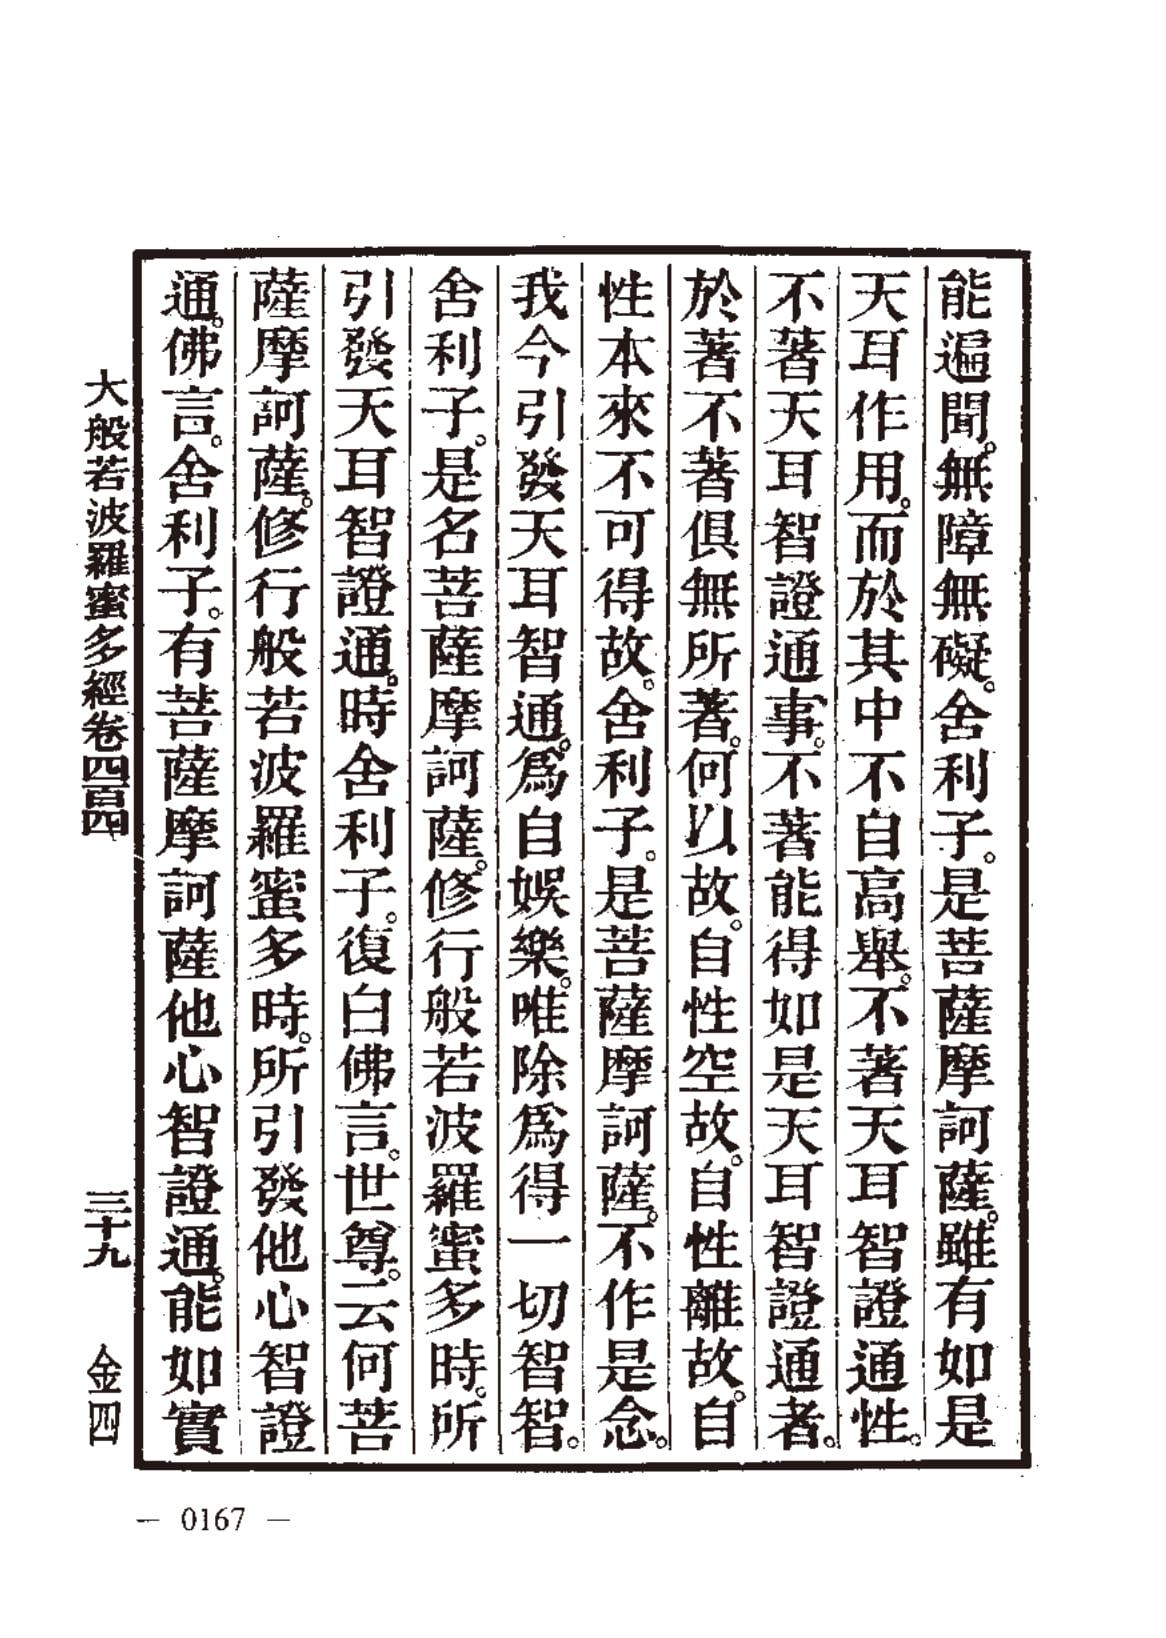 能遍聞。無障無礙。舍利子。是菩薩摩訶薩。雖有如是
天耳作用。而於其中不自高舉。不著天耳智證通性。
不著天耳智證通事。不著能得如是天耳智證通者。
於著不著俱無所著。何以故。自性空故。自性離故。自
性本來不可得故。舍利子。是菩薩摩訶薩。不作是念。
我今引發天耳智通。爲自娛樂。唯除爲得一切智智。
舍利子。是名菩薩摩訶薩。修行般若波羅蜜多時。所
引發天耳智證通。時舍利子。復白佛言。世尊。云何菩
薩摩訶薩。修行般若波羅蜜多時。所引發他心智證
通。佛言。舍利子。有菩薩摩訶薩他心智證通。能如實
大般若波羅蜜多經卷四百四 三十九 金四
— 0167 —